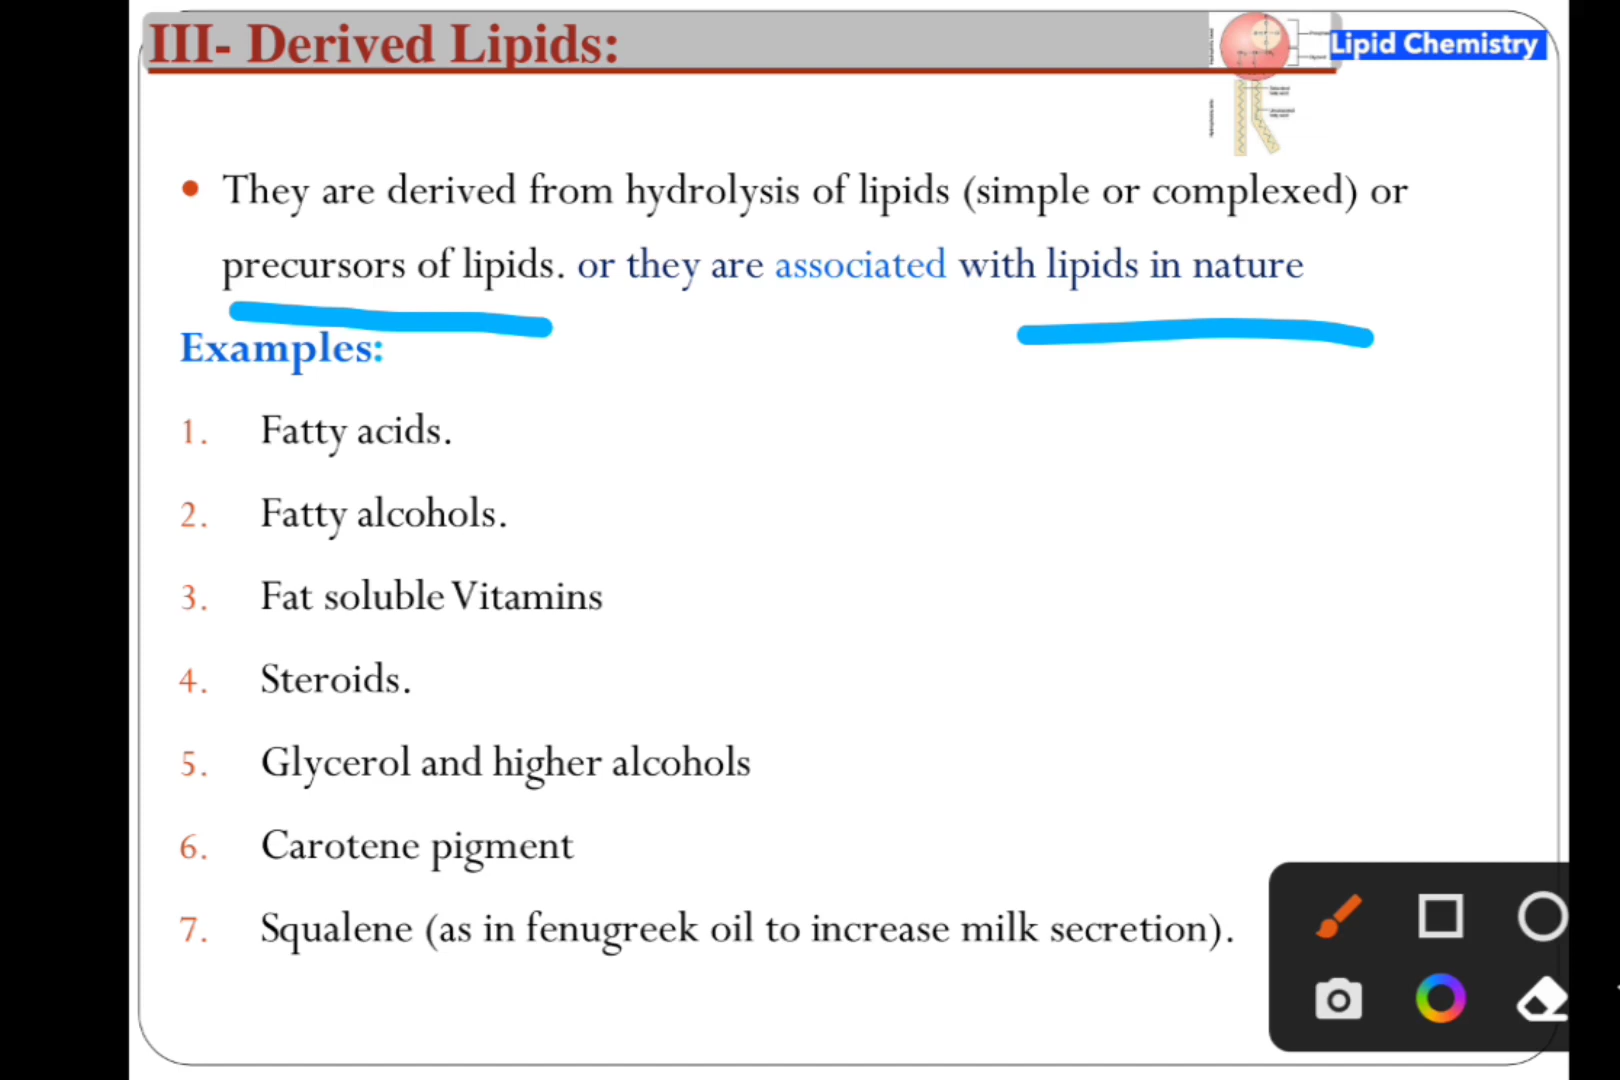 III- Derived Lipids:
Lipid Chemistry
• They are derived from hydrolysis of lipids (simple or complexed) or
precursors of lipids. or they are associated with lipids in nature
Examples:
1. Fatty acids.
2. Fatty alcohols.
3. Fat soluble Vitamins
4. Steroids.
5. Glycerol and higher alcohols
6. Carotene pigment
7. Squalene (as in fenugreek oil to increase milk secretion).